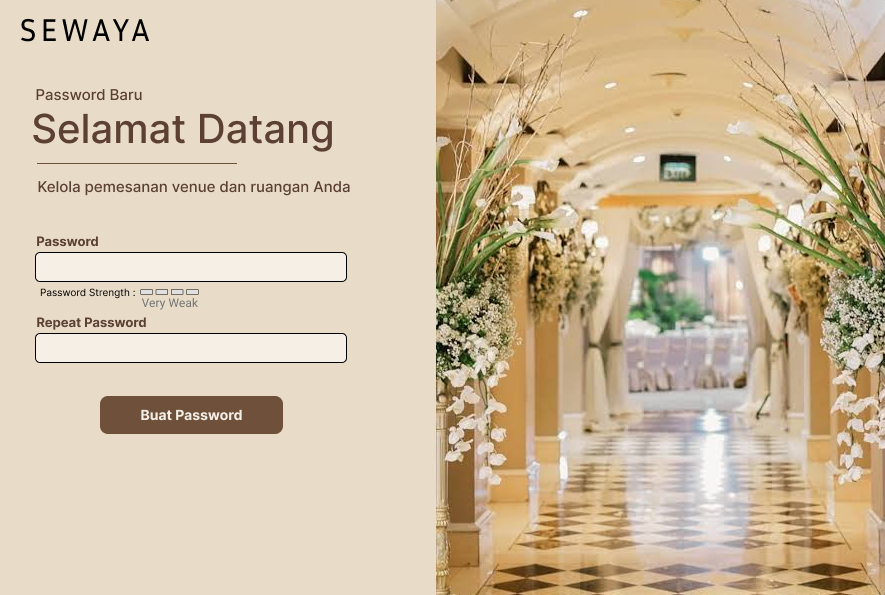 SEWAYA
Password Baru
Selamat Datang
Kelola pemesanan venue dan ruangan Anda
Password
Password Strength :
Very Weak
Repeat Password
Buat Password